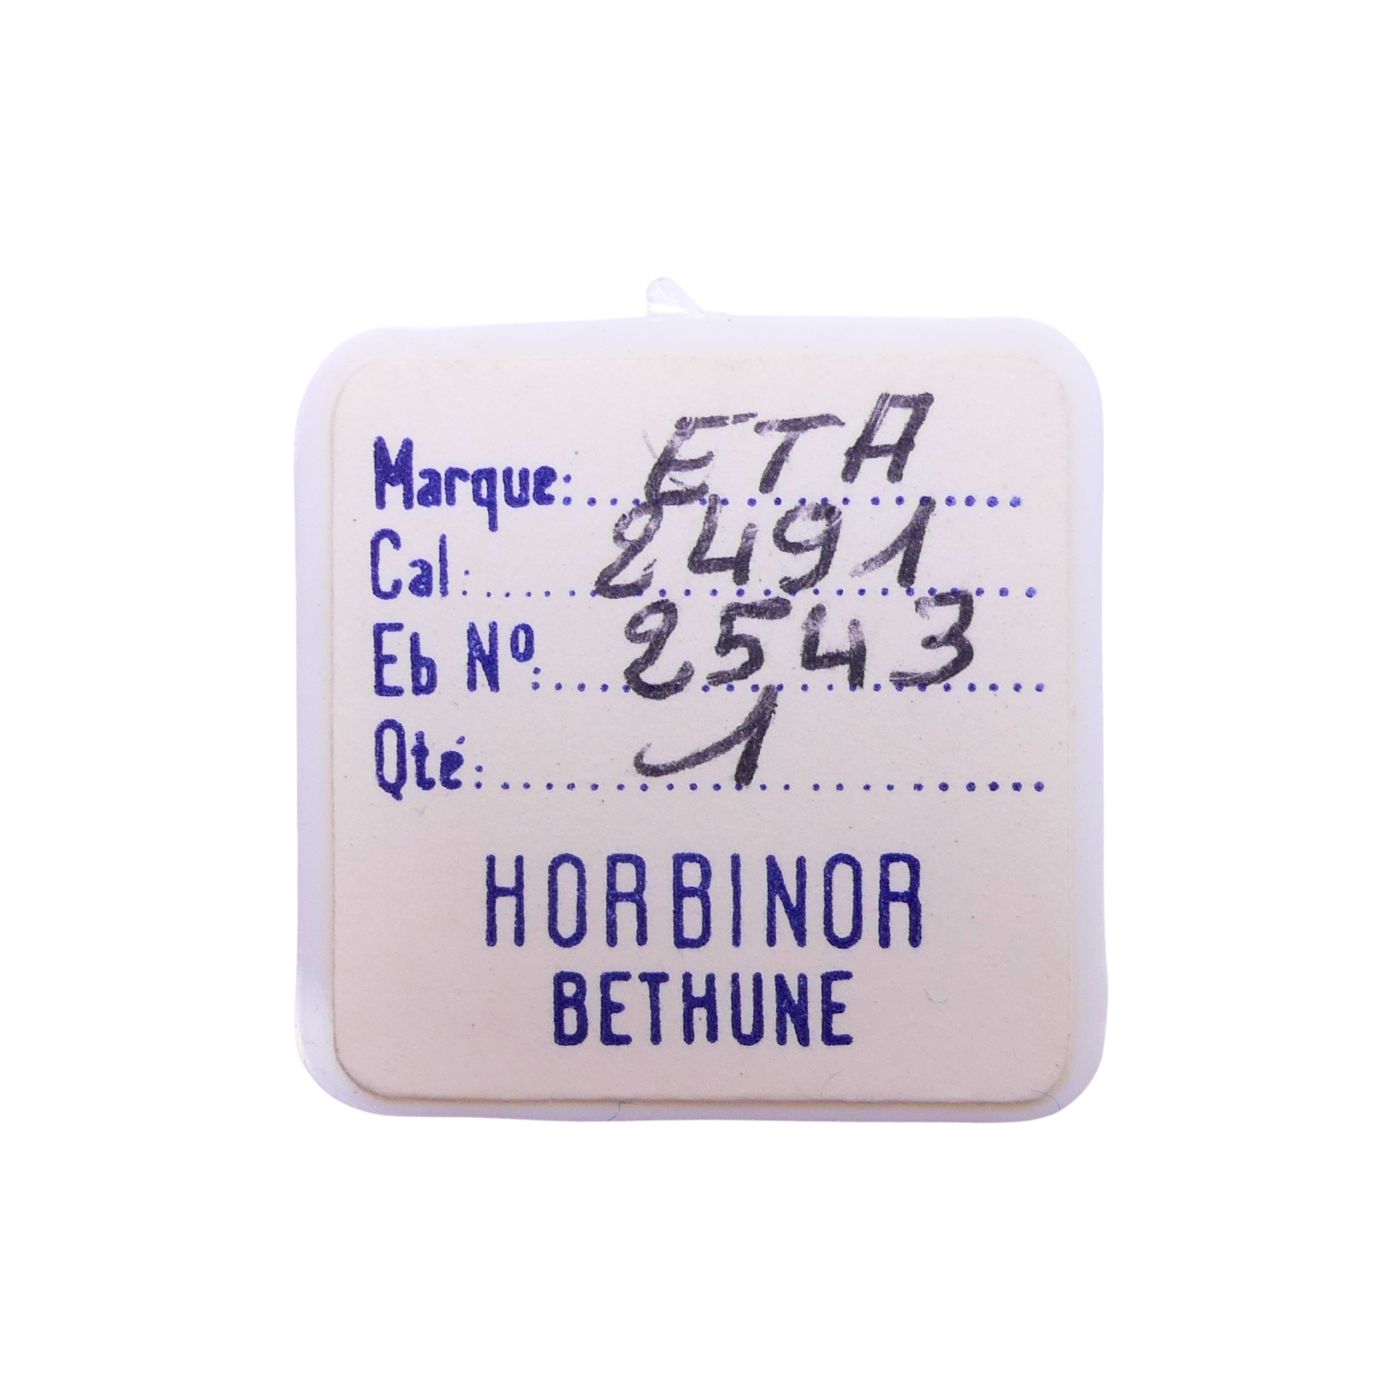 Marque: ETA
Cal: 2491
Eb Nº: 2543
Qté: 1
HORBINOR
BETHUNE